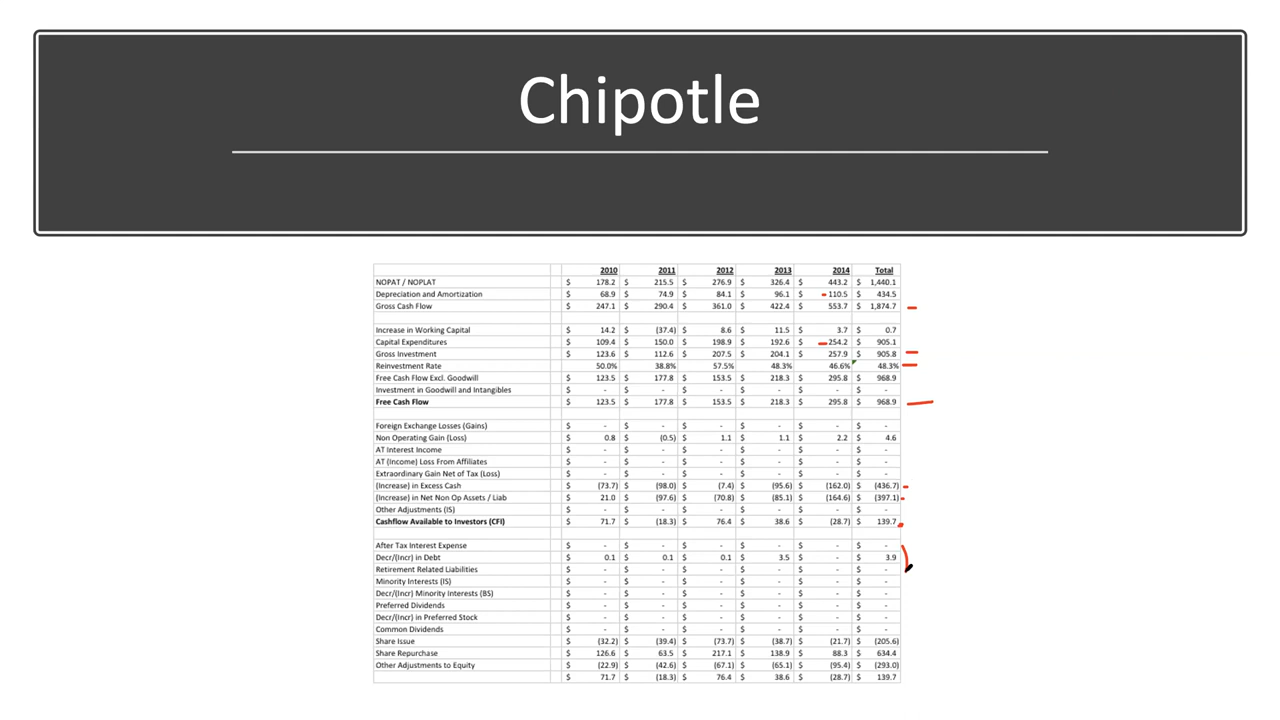 Chipotle
2010 2011 2012 2013 2014 Total
NOPAT / NOPLAT $ 178.2 $ 215.5 $ 276.9 $ 326.4 $ 443.2 $ 1,440.1
Depreciation and Amortization $ 68.9 $ 74.9 $ 84.1 $ 96.1 $ 110.5 $ 434.5
Gross Cash Flow $ 247.1 $ 290.4 $ 361.0 $ 422.4 $ 553.7 $ 1,874.7
Increase in Working Capital $ 14.2 $ (37.4) $ 8.6 $ 11.5 $ 3.7 $ 0.7
Capital Expenditures $ 109.4 $ 150.0 $ 198.9 $ 192.6 $ 254.2 $ 905.1
Gross Investment $ 123.6 $ 112.6 $ 207.5 $ 204.1 $ 257.9 $ 905.8
Reinvestment Rate 50.0% 38.8% 57.5% 48.3% 46.6% 48.3%
Free Cash Flow Excl. Goodwill $ 123.5 $ 177.8 $ 153.5 $ 218.3 $ 295.8 $ 968.9
Investment in Goodwill and Intangibles $ - $ - $ - $ - $ - $ -
Free Cash Flow $ 123.5 $ 177.8 $ 153.5 $ 218.3 $ 295.8 $ 968.9
Foreign Exchange Losses (Gains) $ - $ - $ - $ - $ - $ -
Non Operating Gain (Loss) $ 0.8 $ (0.5) $ 1.1 $ 1.1 $ 2.2 $ 4.6
AT Interest Income $ - $ - $ - $ - $ - $ -
AT (Income) Loss From Affiliates $ - $ - $ - $ - $ - $ -
Extraordinary Gain Net of Tax (Loss) $ - $ - $ - $ - $ - $ -
(Increase) in Excess Cash $ (73.7) $ (98.0) $ (7.4) $ (95.6) $ (162.0) $ (436.7)
(Increase) in Net Non Op Assets / Liab $ 21.0 $ (97.6) $ (70.8) $ (85.1) $ (164.6) $ (397.1)
Other Adjustments (IS) $ - $ - $ - $ - $ - $ -
Cashflow Available to Investors (CFI) $ 71.7 $ (18.3) $ 76.4 $ 38.6 $ (28.7) $ 139.7
After Tax Interest Expense $ - $ - $ - $ - $ - $ -
Decr/(Incr) in Debt $ 0.1 $ 0.1 $ 0.1 $ 3.5 $ - $ 3.9
Retirement Related Liabilities $ - $ - $ - $ - $ - $ -
Minority Interests (IS) $ - $ - $ - $ - $ - $ -
Decr/(Incr) Minority Interests (BS) $ - $ - $ - $ - $ - $ -
Preferred Dividends $ - $ - $ - $ - $ - $ -
Decr/(Incr) in Preferred Stock $ - $ - $ - $ - $ - $ -
Common Dividends $ - $ - $ - $ - $ - $ -
Share Issue $ (32.2) $ (39.4) $ (73.7) $ (38.7) $ (21.7) $ (205.6)
Share Repurchase $ 126.6 $ 63.5 $ 217.1 $ 138.9 $ 88.3 $ 634.4
Other Adjustments to Equity $ (22.9) $ (42.6) $ (67.1) $ (65.1) $ (95.4) $ (293.0)
$ 71.7 $ (18.3) $ 76.4 $ 38.6 $ (28.7) $ 139.7